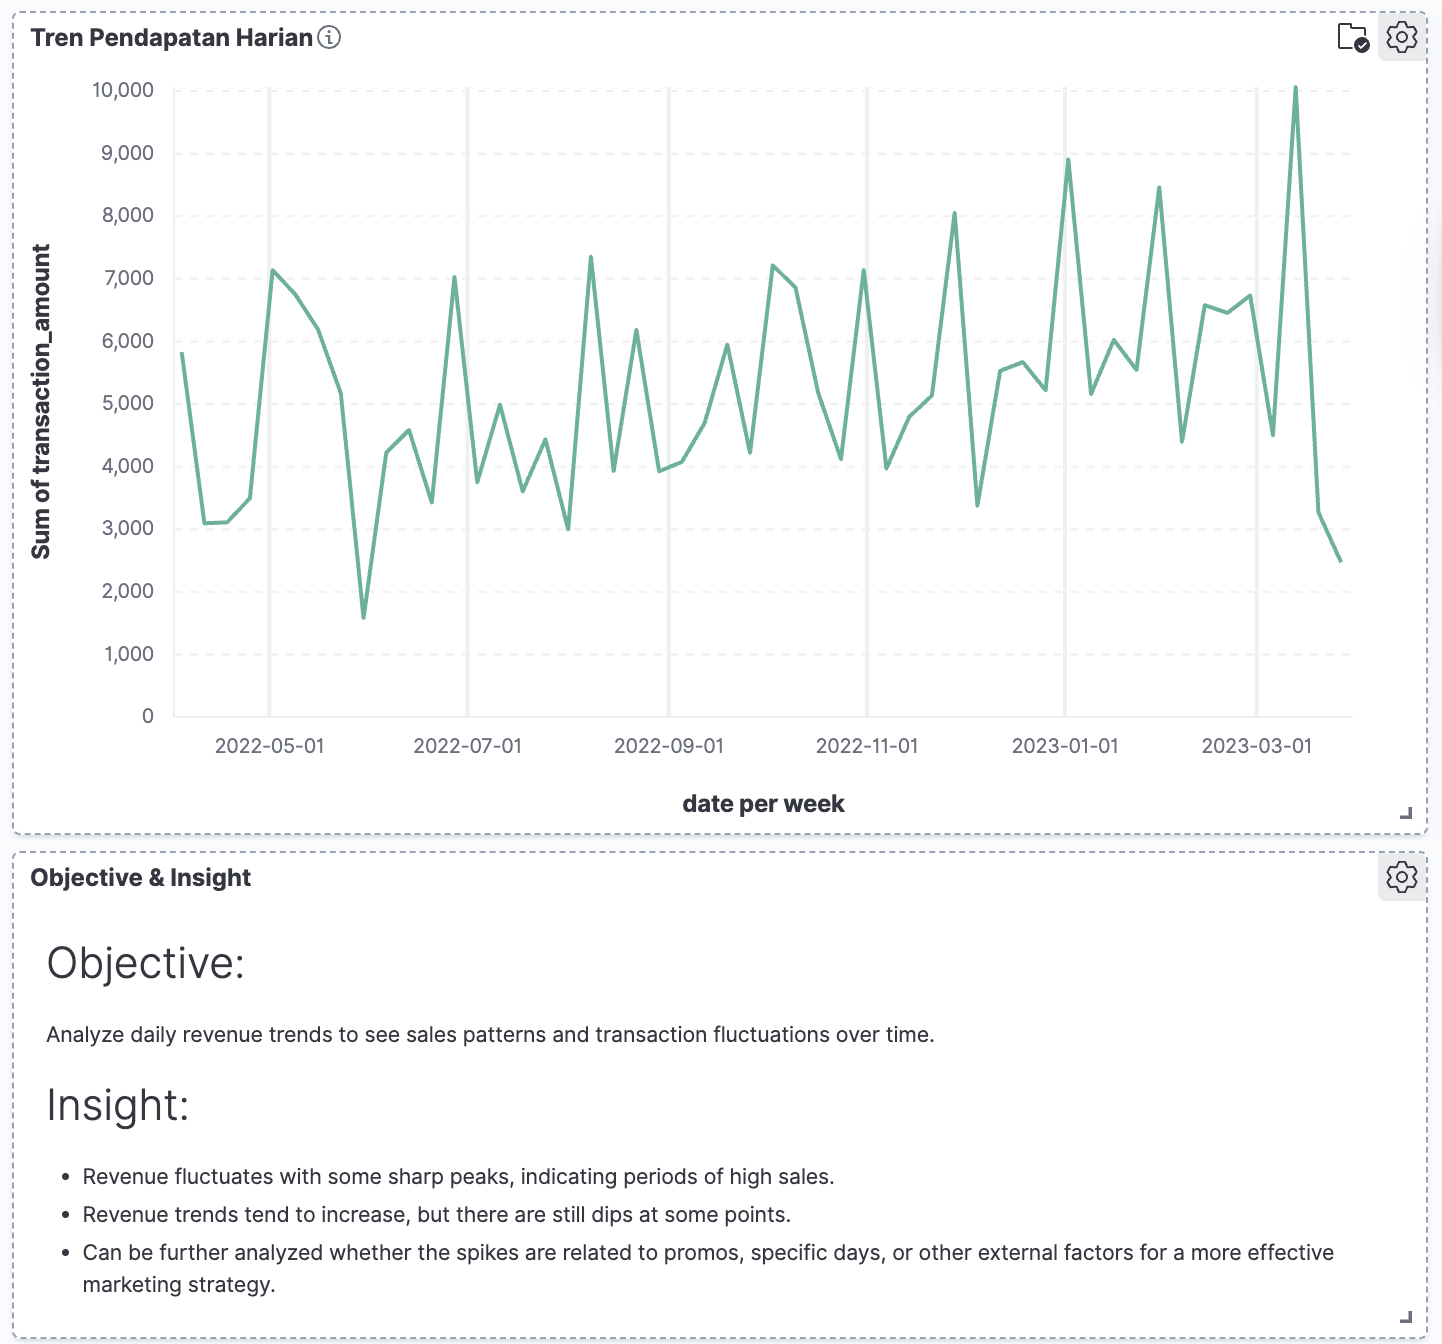 Tren Pendapatan Harian
10,000
9,000
8,000
7,000
6,000
5,000
4,000
3,000
2,000
1,000
0
Sum of transaction_amount
2022-05-01 2022-07-01 2022-09-01 2022-11-01 2023-01-01 2023-03-01
date per week
Objective & Insight
Objective:
Analyze daily revenue trends to see sales patterns and transaction fluctuations over time.
Insight:
• Revenue fluctuates with some sharp peaks, indicating periods of high sales.
• Revenue trends tend to increase, but there are still dips at some points.
• Can be further analyzed whether the spikes are related to promos, specific days, or other external factors for a more effective
marketing strategy.